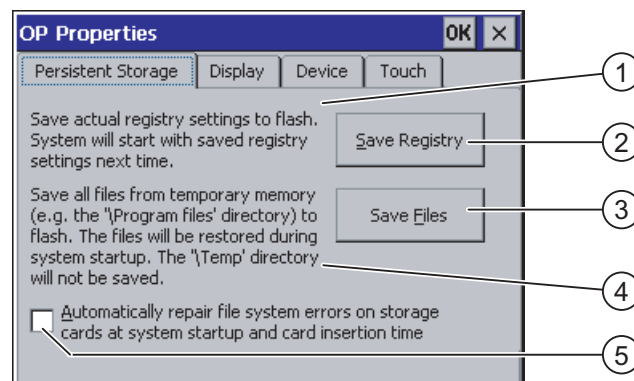 OP Properties OK ×
Persistent Storage Display Device Touch
1
Save actual registry settings to flash.
System will start with saved registry
settings next time.
Save Registry
2
Save all files from temporary memory
(e.g. the '\Program files' directory) to
flash. The files will be restored during
system startup. The '\Temp' directory
will not be saved.
Save Files
3
4
Automatically repair file system errors on storage
cards at system startup and card insertion time
5